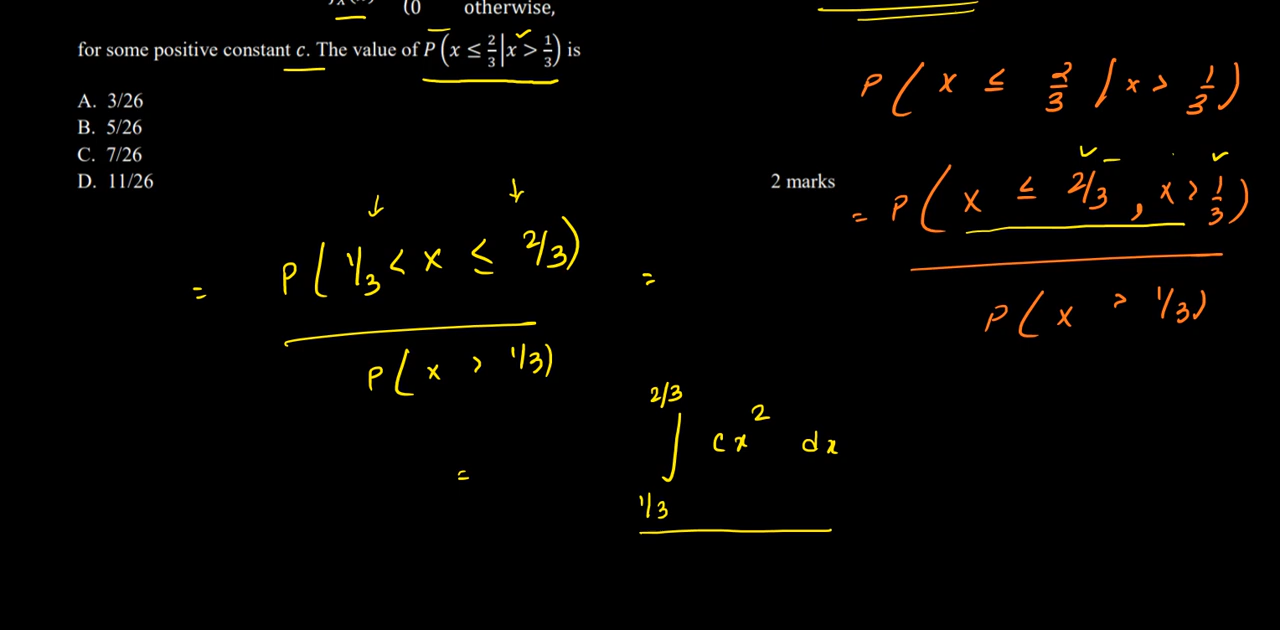 (0 otherwise,
for some positive constant c. The value of P(x ≤ 2/3 | x > 1/3) is
A. 3/26
B. 5/26
C. 7/26
D. 11/26
2 marks
P(x ≤ 2/3 / x > 1/3)
= P(x ≤ 2/3, x > 1/3)
P(x > 1/3)
= P(1/3 < x ≤ 2/3) =
P(x > 1/3)
= ∫ 2/3 1/3 cx² dx